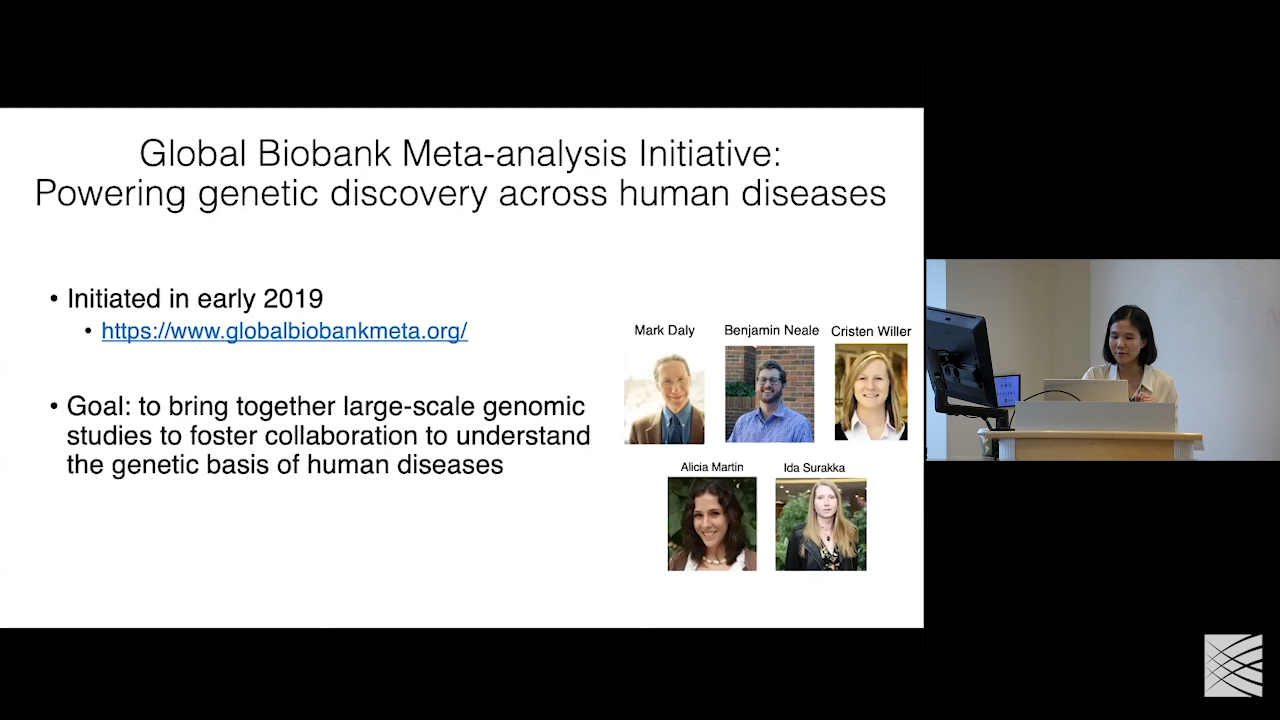 Global Biobank Meta-analysis Initiative:
Powering genetic discovery across human diseases
• Initiated in early 2019
• https://www.globalbiobankmeta.org/
• Goal: to bring together large-scale genomic
studies to foster collaboration to understand
the genetic basis of human diseases
Mark Daly
Benjamin Neale
Cristen Willer
Alicia Martin
Ida Surakka